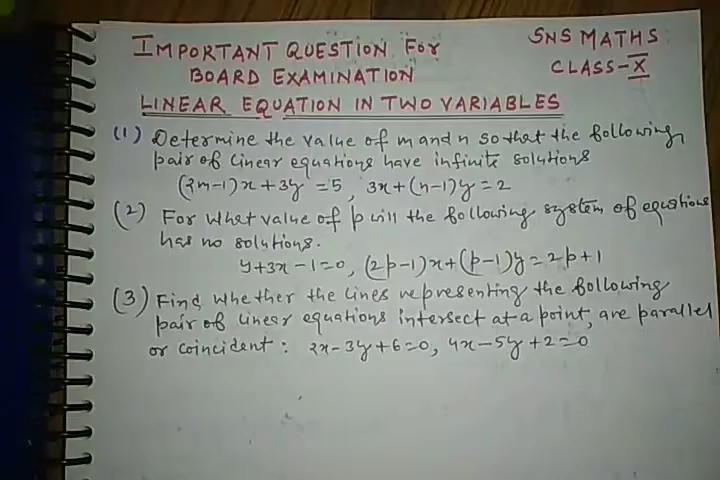 IMPORTANT QUESTION FOR
BOARD EXAMINATION
SNS MATHS
CLASS-X
LINEAR EQUATION IN TWO VARIABLES
(1) Determine the value of m and n so that the following
pair of linear equations have infinite solutions
(2m-1)x+3y=5, 3x+(n-1)y=2
(2) For what value of p will the following system of equations
has no solutions.
y+3x-1=0, (2p-1)x+(p-1)y=2p+1
(3) Find whether the lines representing the following
pair of linear equations intersect at a point, are parallel
or coincident: 2x-3y+6=0, 4x-5y+2=0